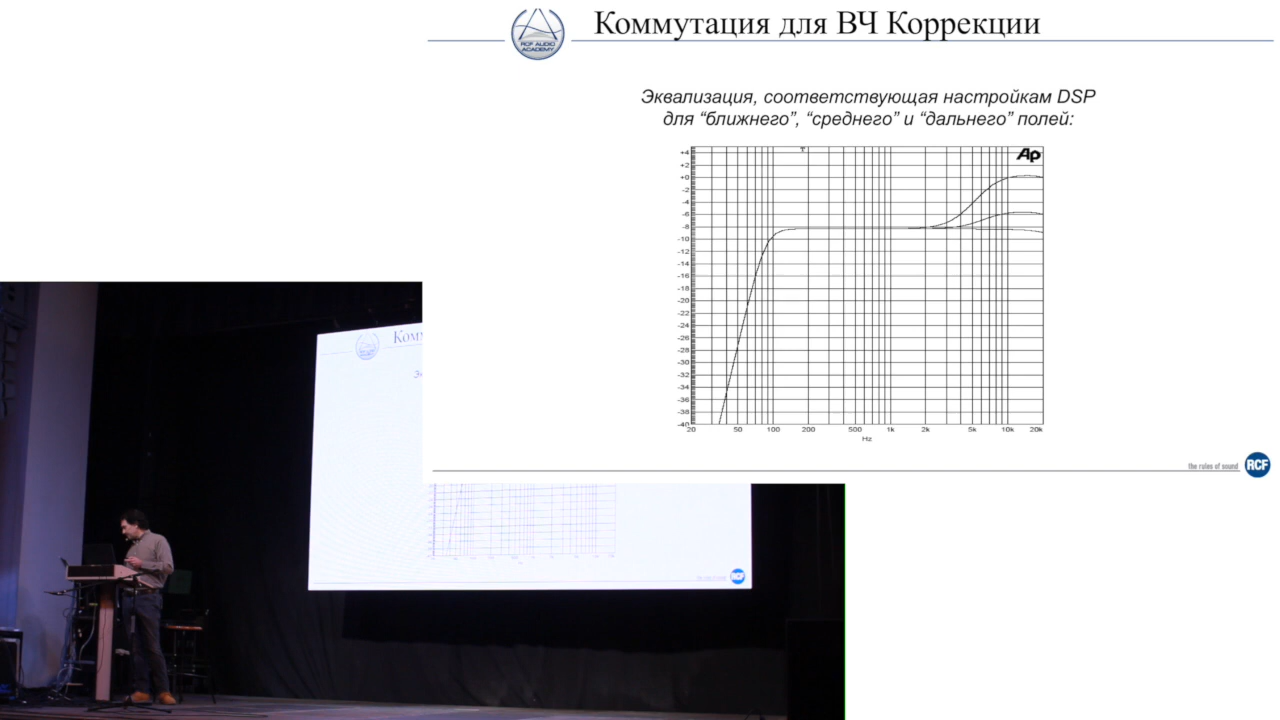 Коммутация для ВЧ Коррекции
RCF AUDIO
ACADEMY
Эквализация, соответствующая настройкам DSP
для “ближнего”, “среднего” и “дальнего” полей:
Ap
+4
+2
+0
-2
-4
-6
-8
-10
-12
-14
-16
-18
-20
-22
-24
-26
-28
-30
-32
-34
-36
-38
-40
20 50 100 200 500 1k 2k 5k 10k 20k
Hz
the rules of sound RCF
Ком
RCF